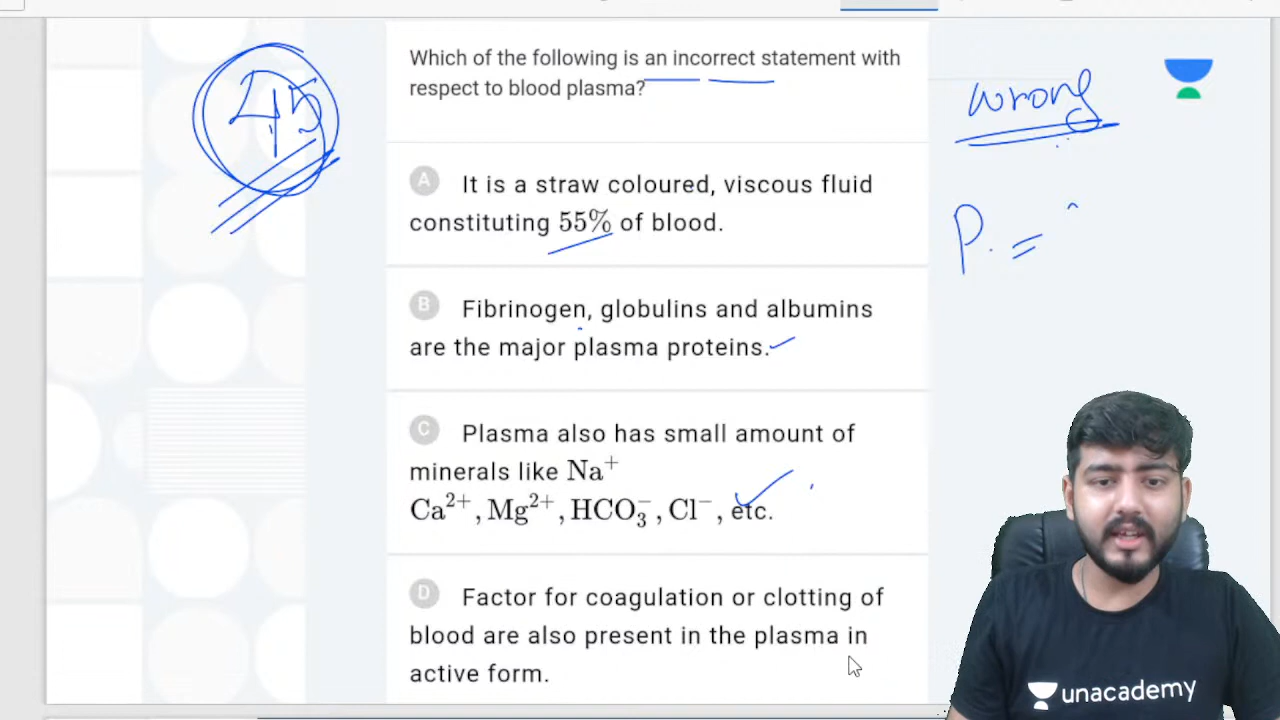 Which of the following is an incorrect statement with
respect to blood plasma?
45
wrong
A It is a straw coloured, viscous fluid
constituting 55% of blood.
P. =
B Fibrinogen, globulins and albumins
are the major plasma proteins.
C Plasma also has small amount of
minerals like Na⁺
Ca²⁺, Mg²⁺, HCO₃⁻, Cl⁻, etc.
D Factor for coagulation or clotting of
blood are also present in the plasma in
active form.
unacademy